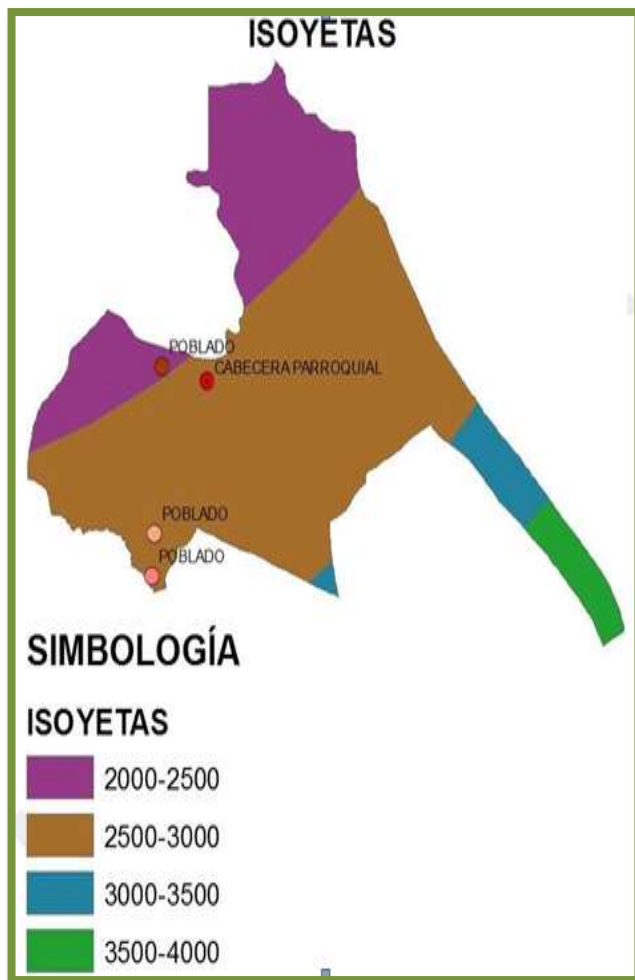 ISOYETAS
POBLADO
CABECERA PARROQUIAL
POBLADO
POBLADO
SIMBOLOGÍA
ISOYETAS
2000-2500
2500-3000
3000-3500
3500-4000